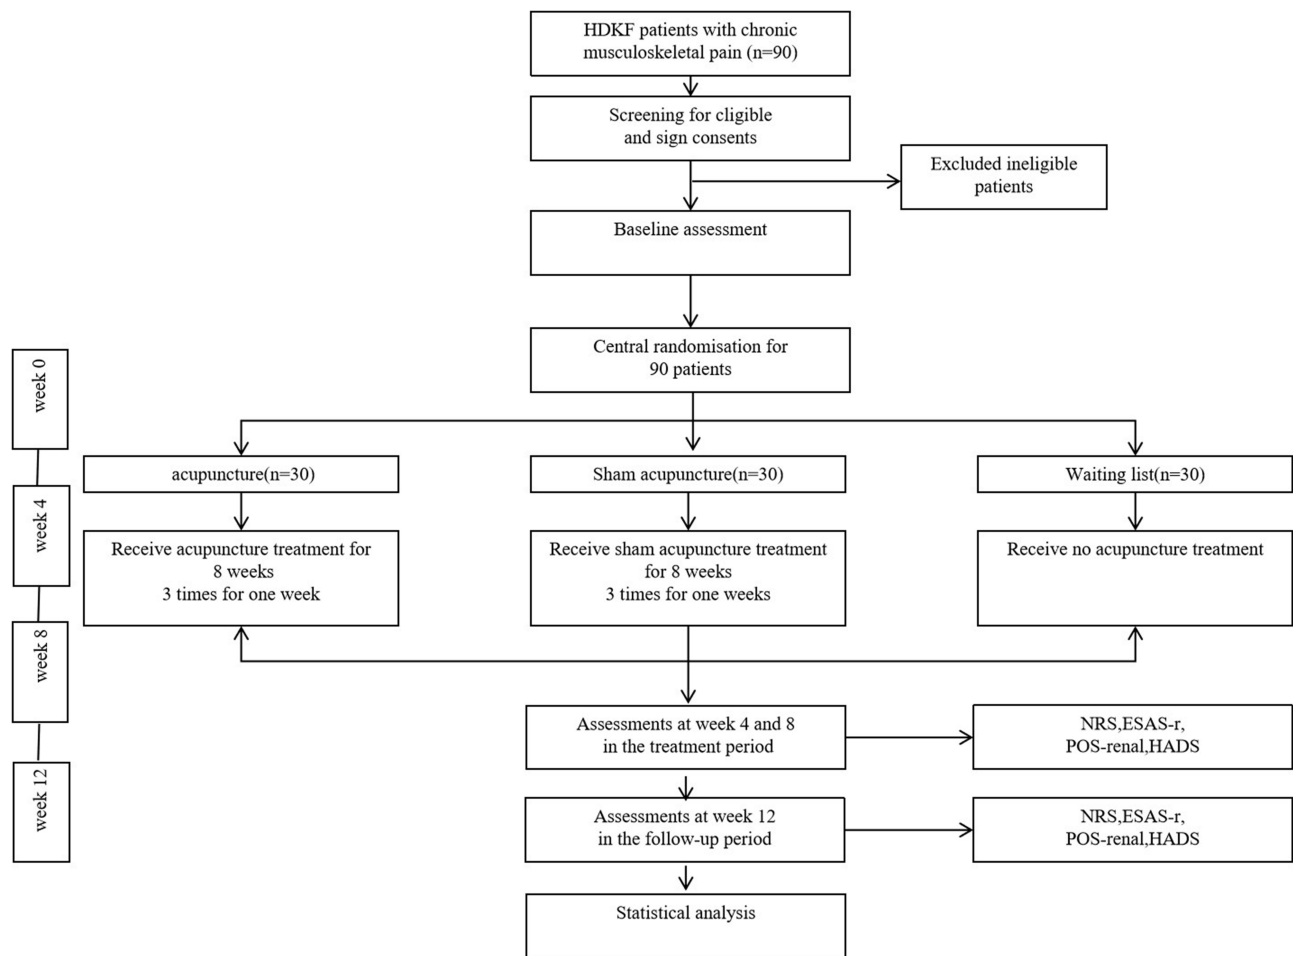 HDKF patients with chronic
musculoskeletal pain (n=90)
Screening for cligible
and sign consents
Excluded ineligible
patients
Baseline assessment
Central randomisation for
90 patients
week 0
week 4
week 8
week 12
acupuncture(n=30)
Sham acupuncture(n=30)
Waiting list(n=30)
Receive acupuncture treatment for
8 weeks
3 times for one week
Receive sham acupuncture treatment
for 8 weeks
3 times for one weeks
Receive no acupuncture treatment
Assessments at week 4 and 8
in the treatment period
NRS,ESAS-r,
POS-renal,HADS
Assessments at week 12
in the follow-up period
NRS,ESAS-r,
POS-renal,HADS
Statistical analysis